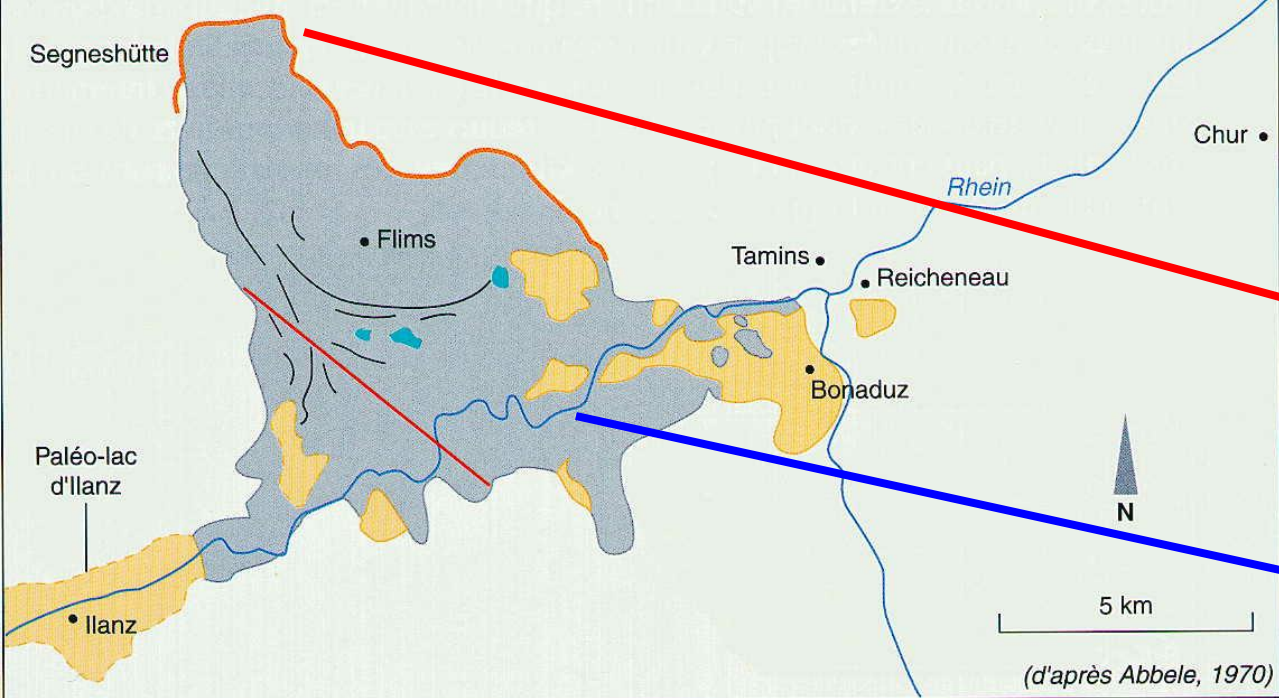 Segneshütte
Chur
Rhein
Flims
Tamins
Reicheneau
Bonaduz
Paléo-lac
d'Ilanz
N
Ilanz
5 km
(d'après Abbele, 1970)